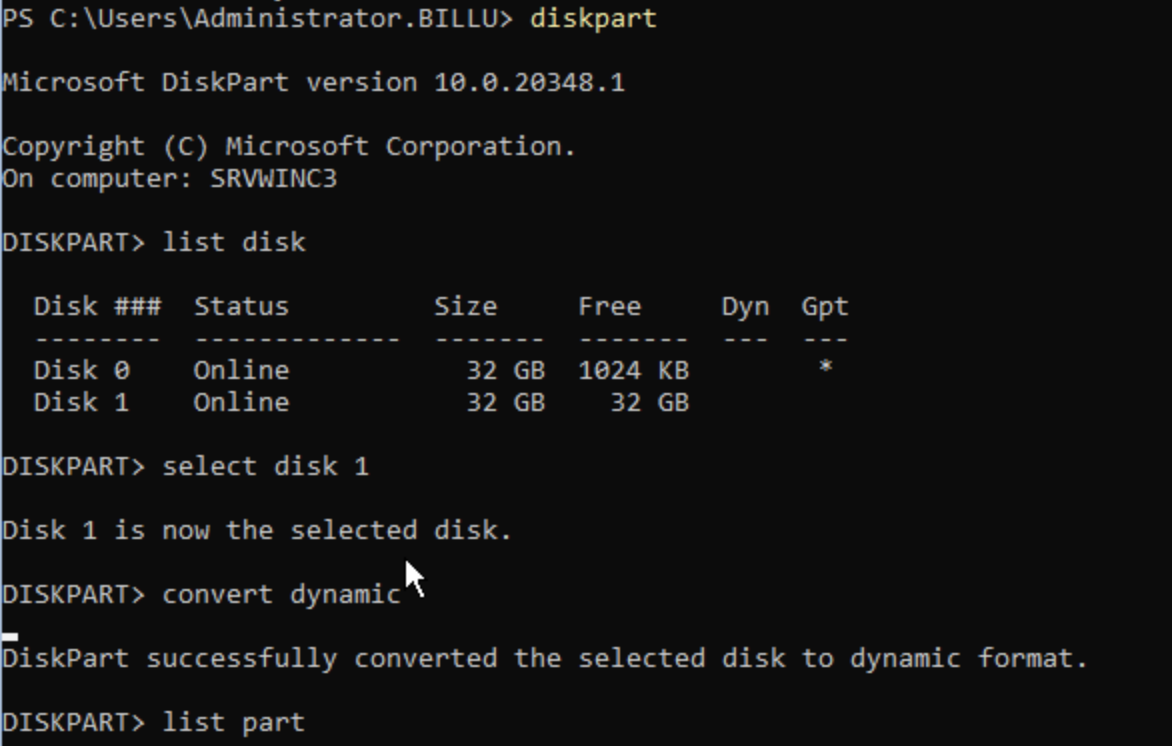 PS C:\Users\Administrator.BILLU> diskpart
Microsoft DiskPart version 10.0.20348.1
Copyright (C) Microsoft Corporation.
On computer: SRVWINC3
DISKPART> list disk
  Disk ###  Status         Size     Free     Dyn  Gpt
  --------  -------------  -------  -------  ---  ---
  Disk 0    Online           32 GB  1024 KB        *
  Disk 1    Online           32 GB    32 GB
DISKPART> select disk 1
Disk 1 is now the selected disk.
DISKPART> convert dynamic
DiskPart successfully converted the selected disk to dynamic format.
DISKPART> list part